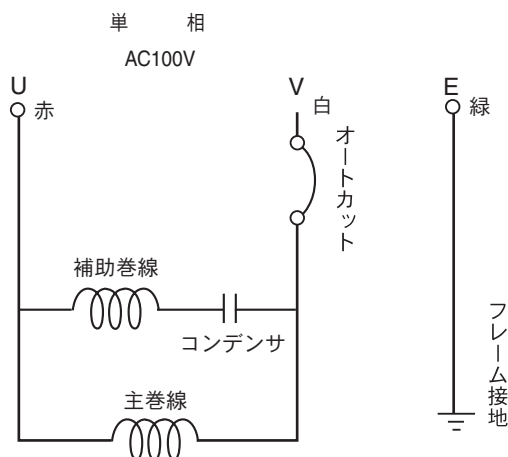 単 相
AC100V
U
赤
V
白
オートカット
E
緑
補助巻線
コンデンサ
主巻線
フレーム接地